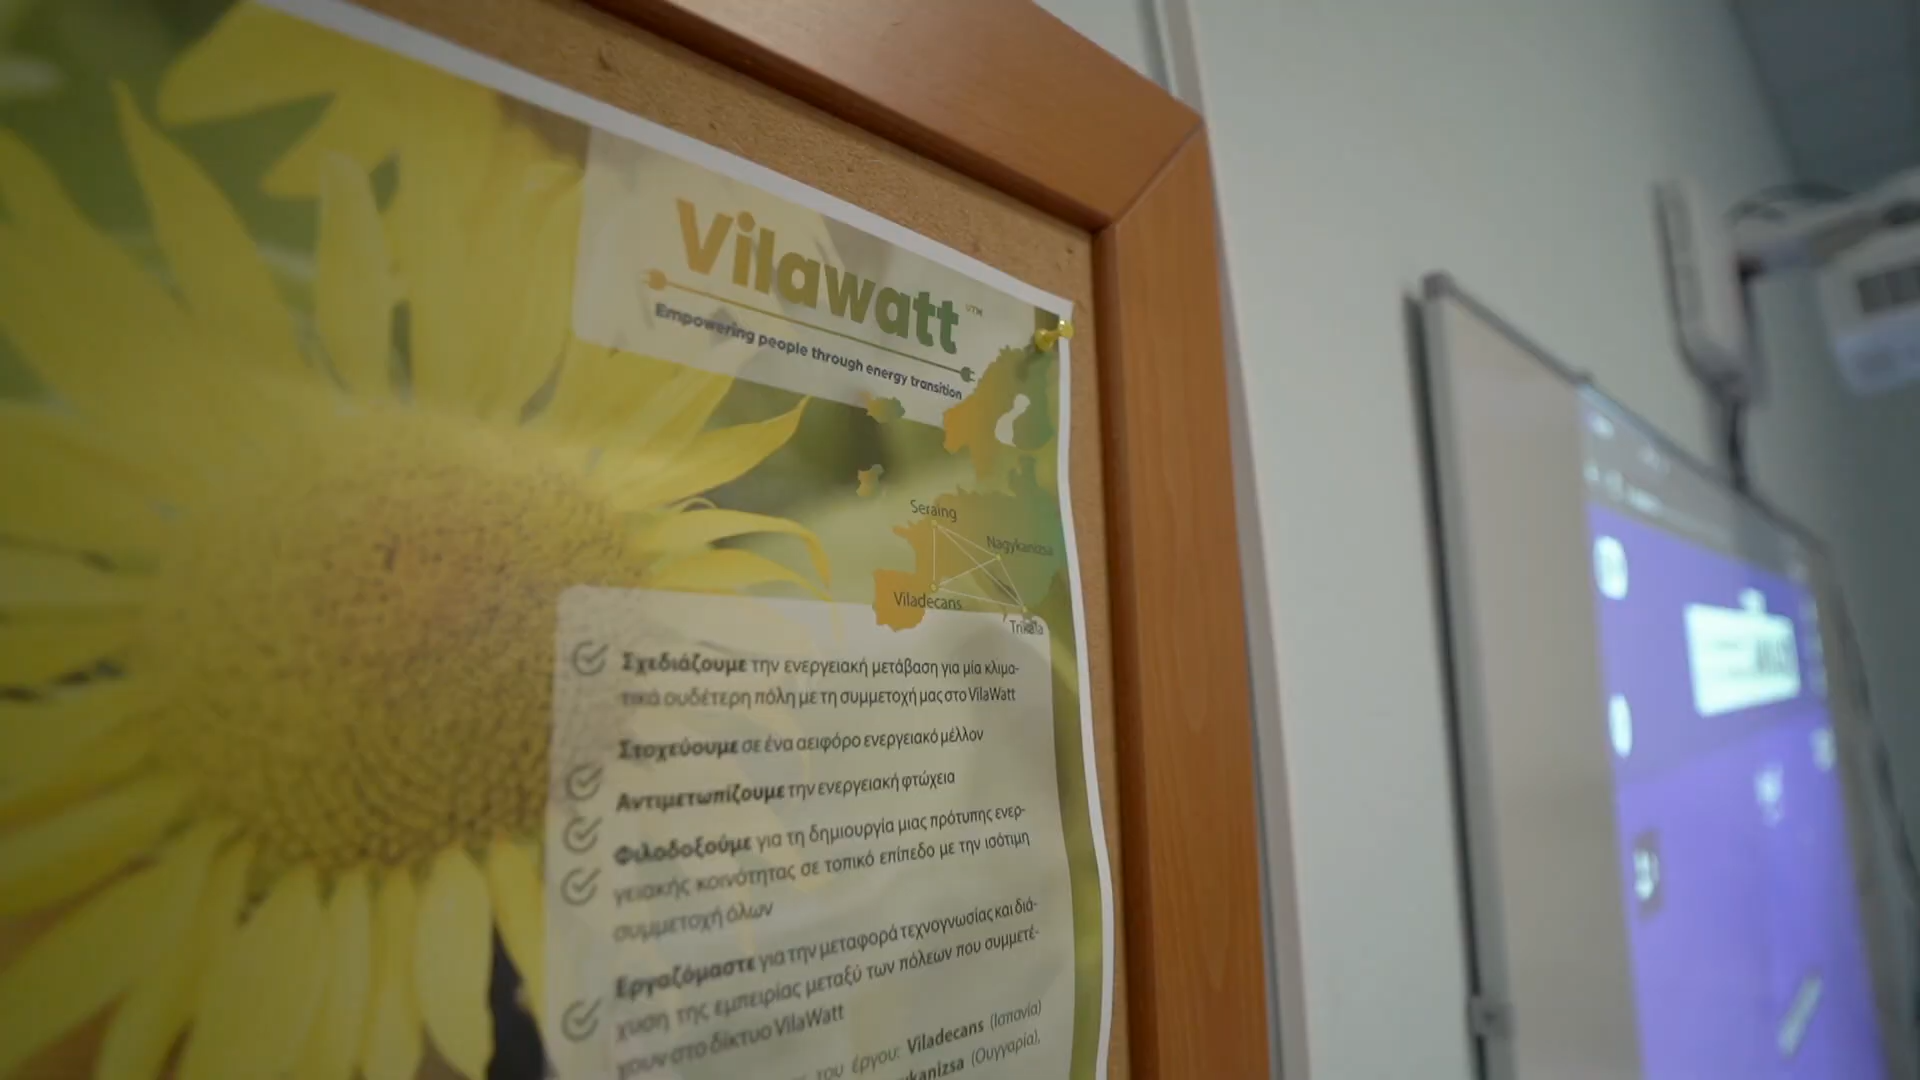 Vilawatt UTM
Empowering people through energy transition
Seraing
Nagykanizsa
Viladecans
Trikala
Σχεδιάζουμε την ενεργειακή μετάβαση για μία κλιμα-
τικά ουδέτερη πόλη με τη συμμετοχή μας στο VilaWatt
Στοχεύουμε σε ένα αειφόρο ενεργειακό μέλλον
Αντιμετωπίζουμε την ενεργειακή φτώχεια
Φιλοδοξούμε για τη δημιουργία μιας πρότυπης ενερ-
γειακής κοινότητας σε τοπικό επίπεδο με την ισότιμη
συμμετοχή όλων
Εργαζόμαστε για την μεταφορά τεχνογνωσίας και διά-
χυση της εμπειρίας μεταξύ των πόλεων που συμμετέ-
χουν στο δίκτυο VilaWatt
του έργου: Viladecans (Ισπανία)
ykanizsa (Ουγγαρία),